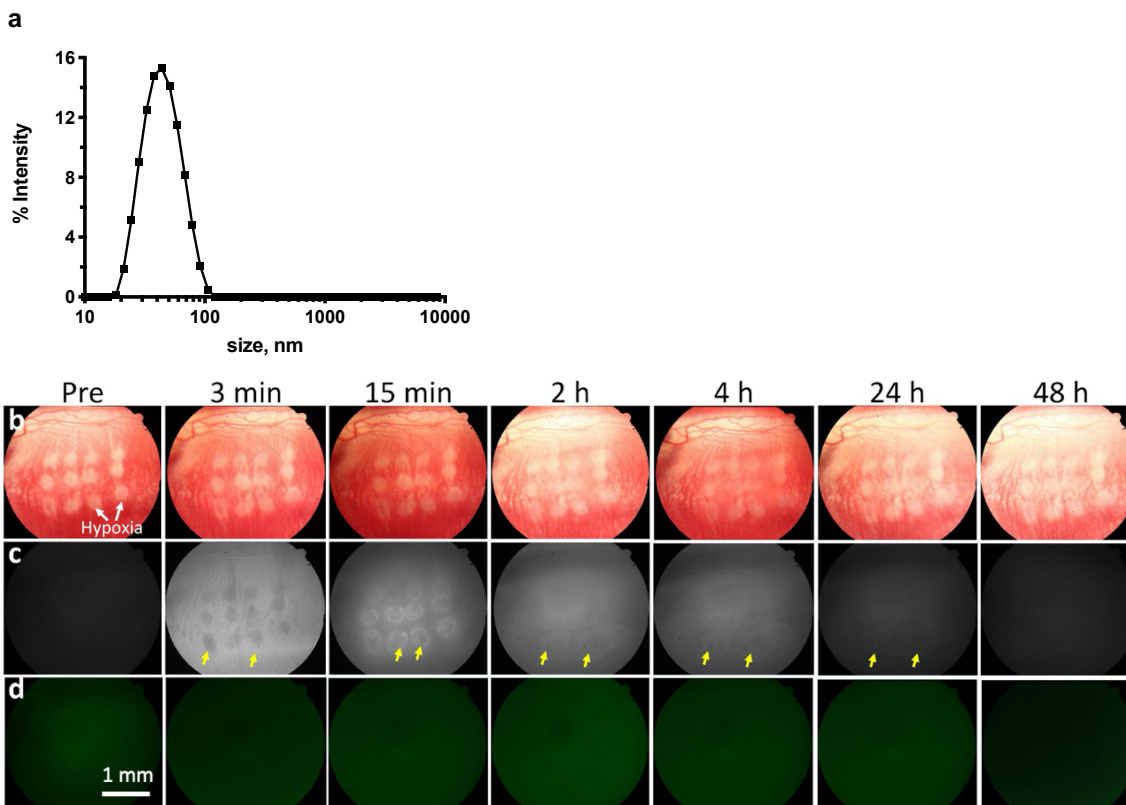 a
16
12
8
4
0
% Intensity
10 100 1000 10000
size, nm
Pre 3 min 15 min 2 h 4 h 24 h 48 h
b
Hypoxia
c
d
1 mm